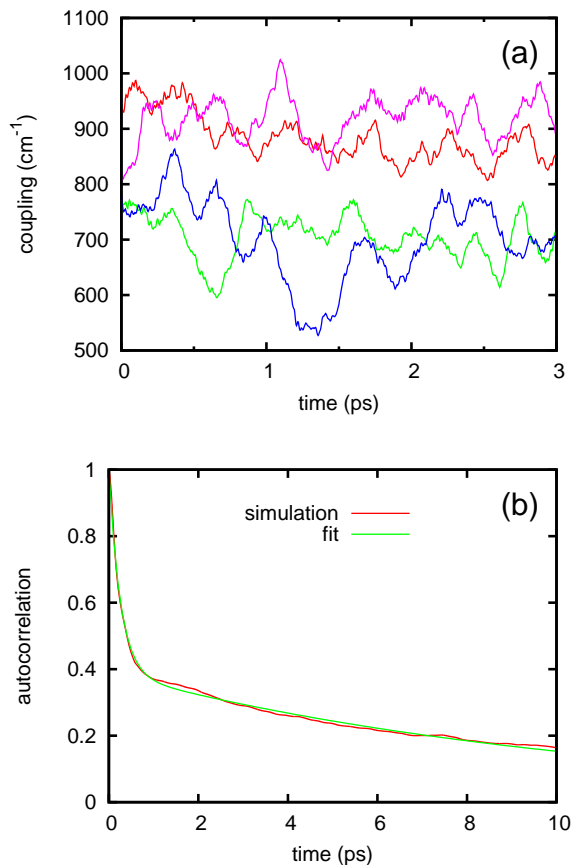 (a)
1100
1000
900
800
700
600
500
coupling (cm-1)
0 1 2 3
time (ps)
(b)
simulation
fit
1
0.8
0.6
0.4
0.2
0
autocorrelation
0 2 4 6 8 10
time (ps)